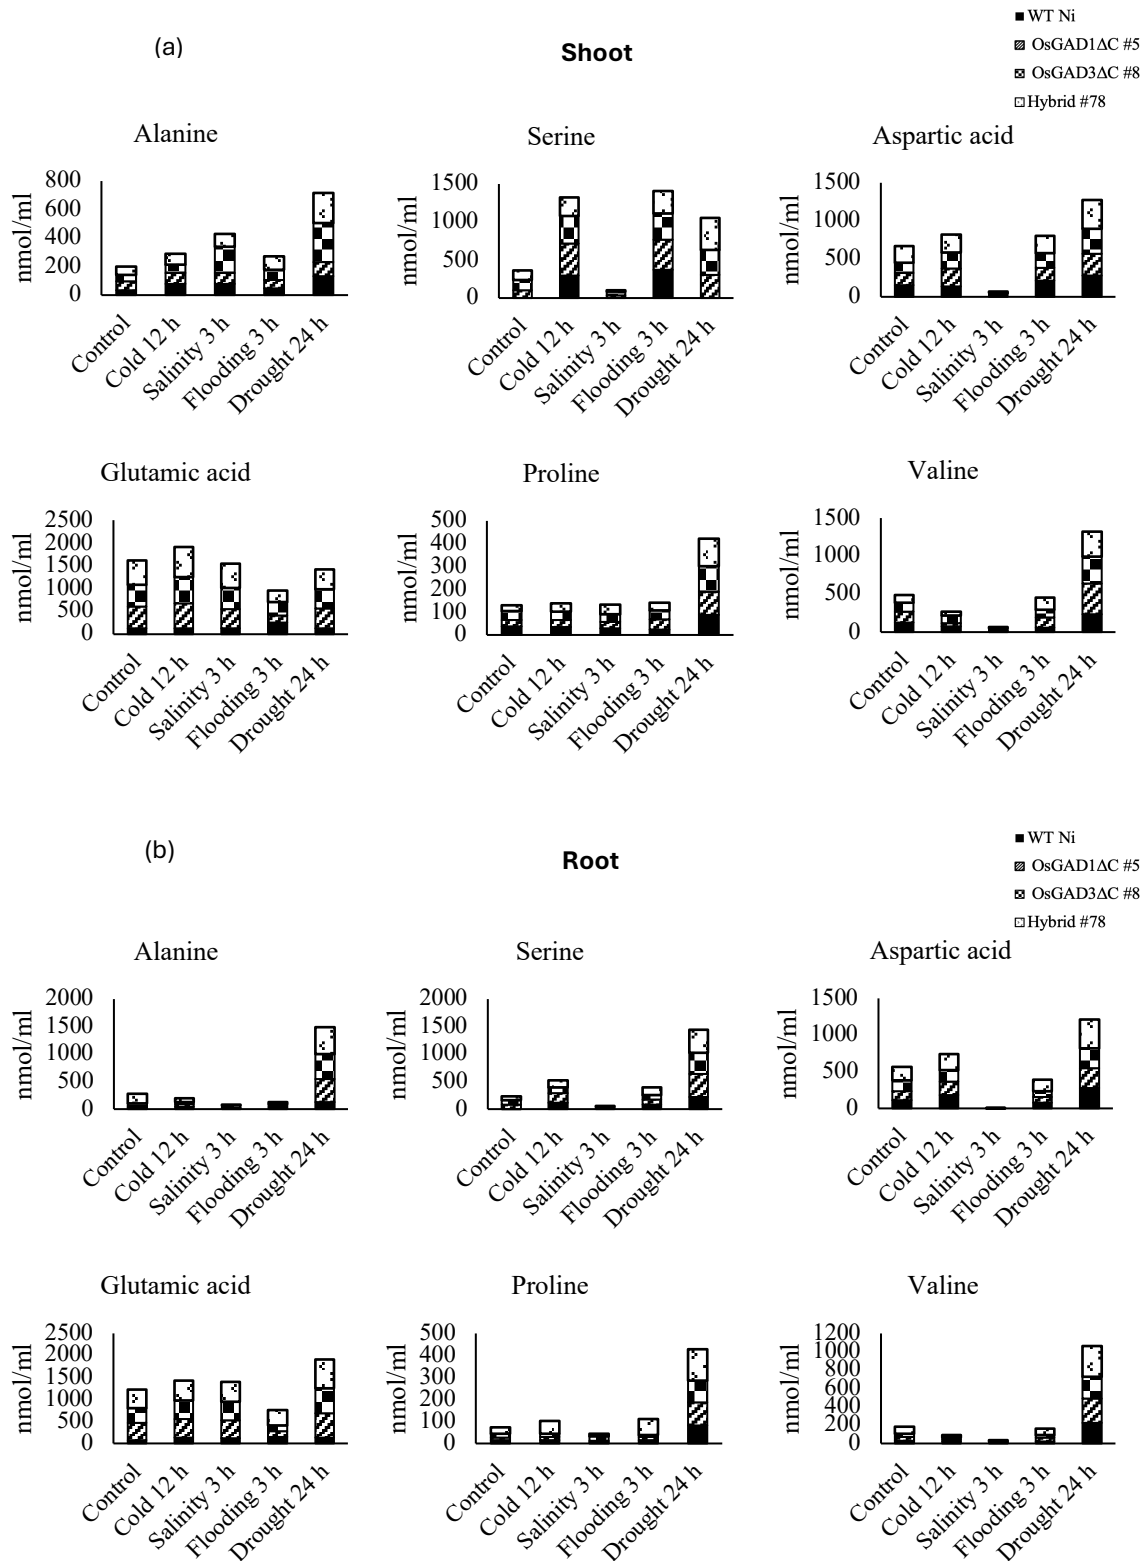 (a)
Shoot
WT Ni
OsGAD1ΔC #5
OsGAD3ΔC #8
Hybrid #78
Alanine
nmol/ml
800
600
400
200
0
Control
Cold 12 h
Salinity 3 h
Flooding 3 h
Drought 24 h
Serine
nmol/ml
1500
1000
500
0
Control
Cold 12 h
Salinity 3 h
Flooding 3 h
Drought 24 h
Aspartic acid
nmol/ml
1500
1000
500
0
Control
Cold 12 h
Salinity 3 h
Flooding 3 h
Drought 24 h
Glutamic acid
nmol/ml
2500
2000
1500
1000
500
0
Control
Cold 12 h
Salinity 3 h
Flooding 3 h
Drought 24 h
Proline
nmol/ml
500
400
300
200
100
0
Control
Cold 12 h
Salinity 3 h
Flooding 3 h
Drought 24 h
Valine
nmol/ml
1500
1000
500
0
Control
Cold 12 h
Salinity 3 h
Flooding 3 h
Drought 24 h
(b)
Root
WT Ni
OsGAD1ΔC #5
OsGAD3ΔC #8
Hybrid #78
Alanine
nmol/ml
2000
1500
1000
500
0
Control
Cold 12 h
Salinity 3 h
Flooding 3 h
Drought 24 h
Serine
nmol/ml
2000
1500
1000
500
0
Control
Cold 12 h
Salinity 3 h
Flooding 3 h
Drought 24 h
Aspartic acid
nmol/ml
1500
1000
500
0
Control
Cold 12 h
Salinity 3 h
Flooding 3 h
Drought 24 h
Glutamic acid
nmol/ml
2500
2000
1500
1000
500
0
Control
Cold 12 h
Salinity 3 h
Flooding 3 h
Drought 24 h
Proline
nmol/ml
500
400
300
200
100
0
Control
Cold 12 h
Salinity 3 h
Flooding 3 h
Drought 24 h
Valine
nmol/ml
1200
1000
800
600
400
200
0
Control
Cold 12 h
Salinity 3 h
Flooding 3 h
Drought 24 h